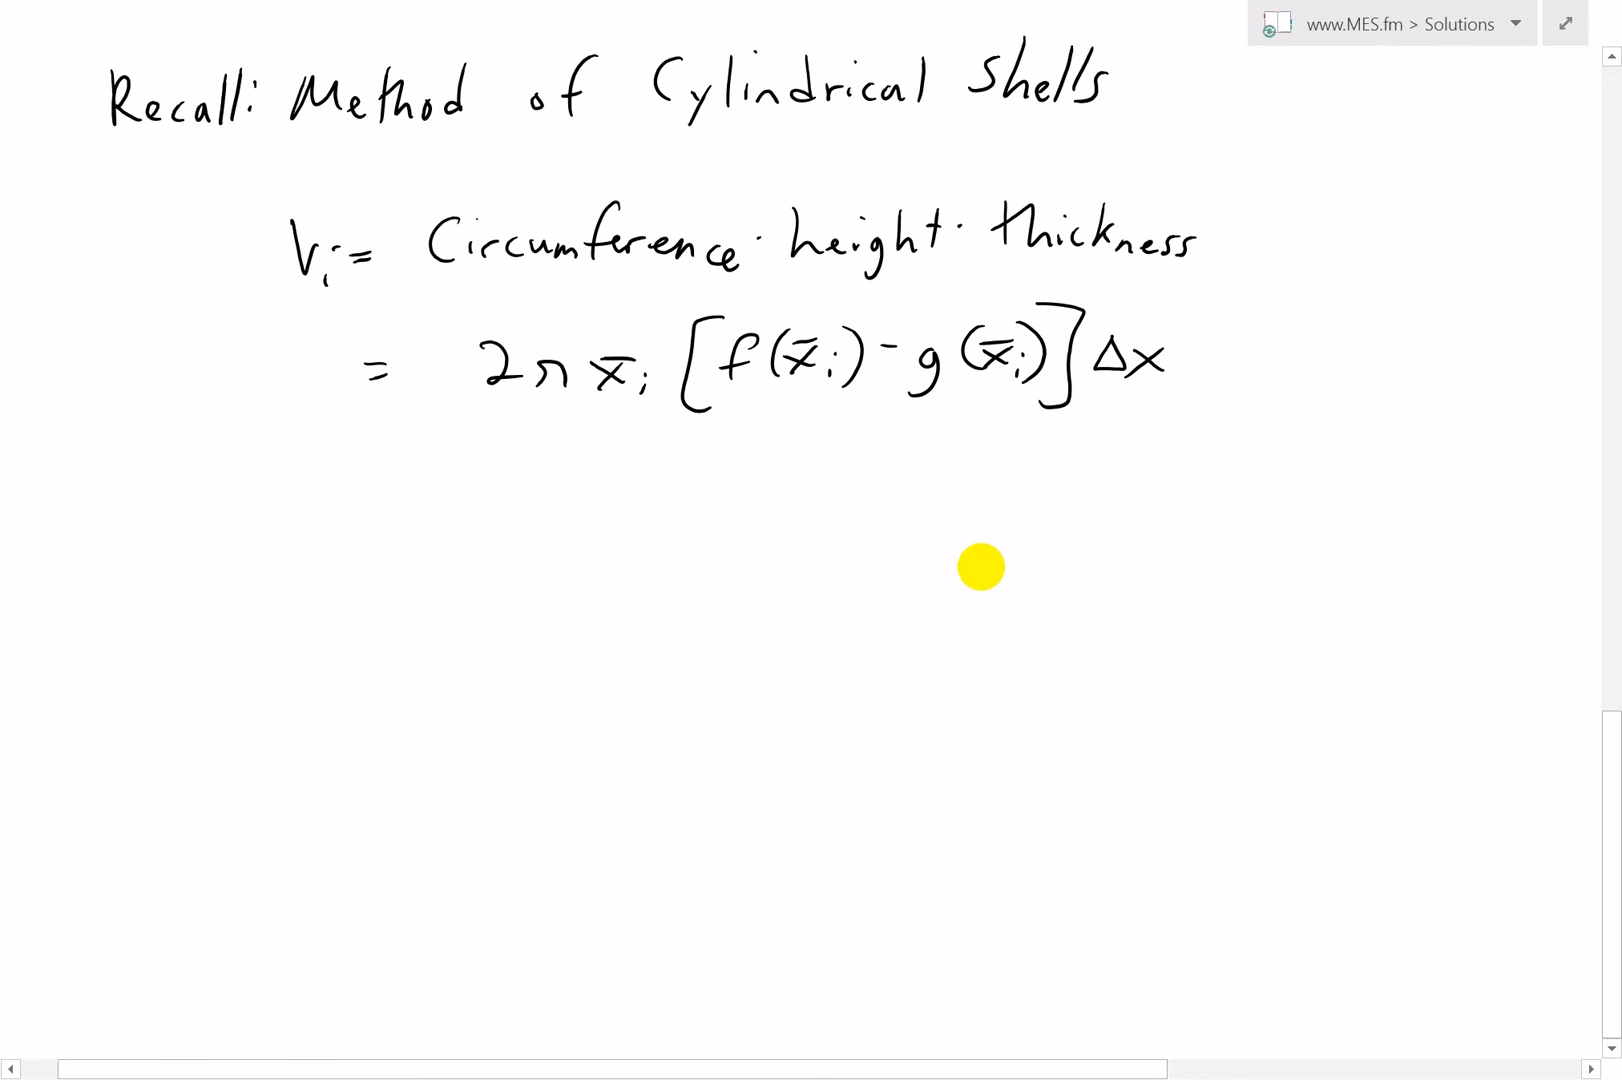 www.MES.fm > Solutions
Recall: Method of Cylindrical Shells
Vᵢ = Circumference · height · thickness
= 2π x̄ᵢ [f(x̄ᵢ) - g(x̄ᵢ)] Δx